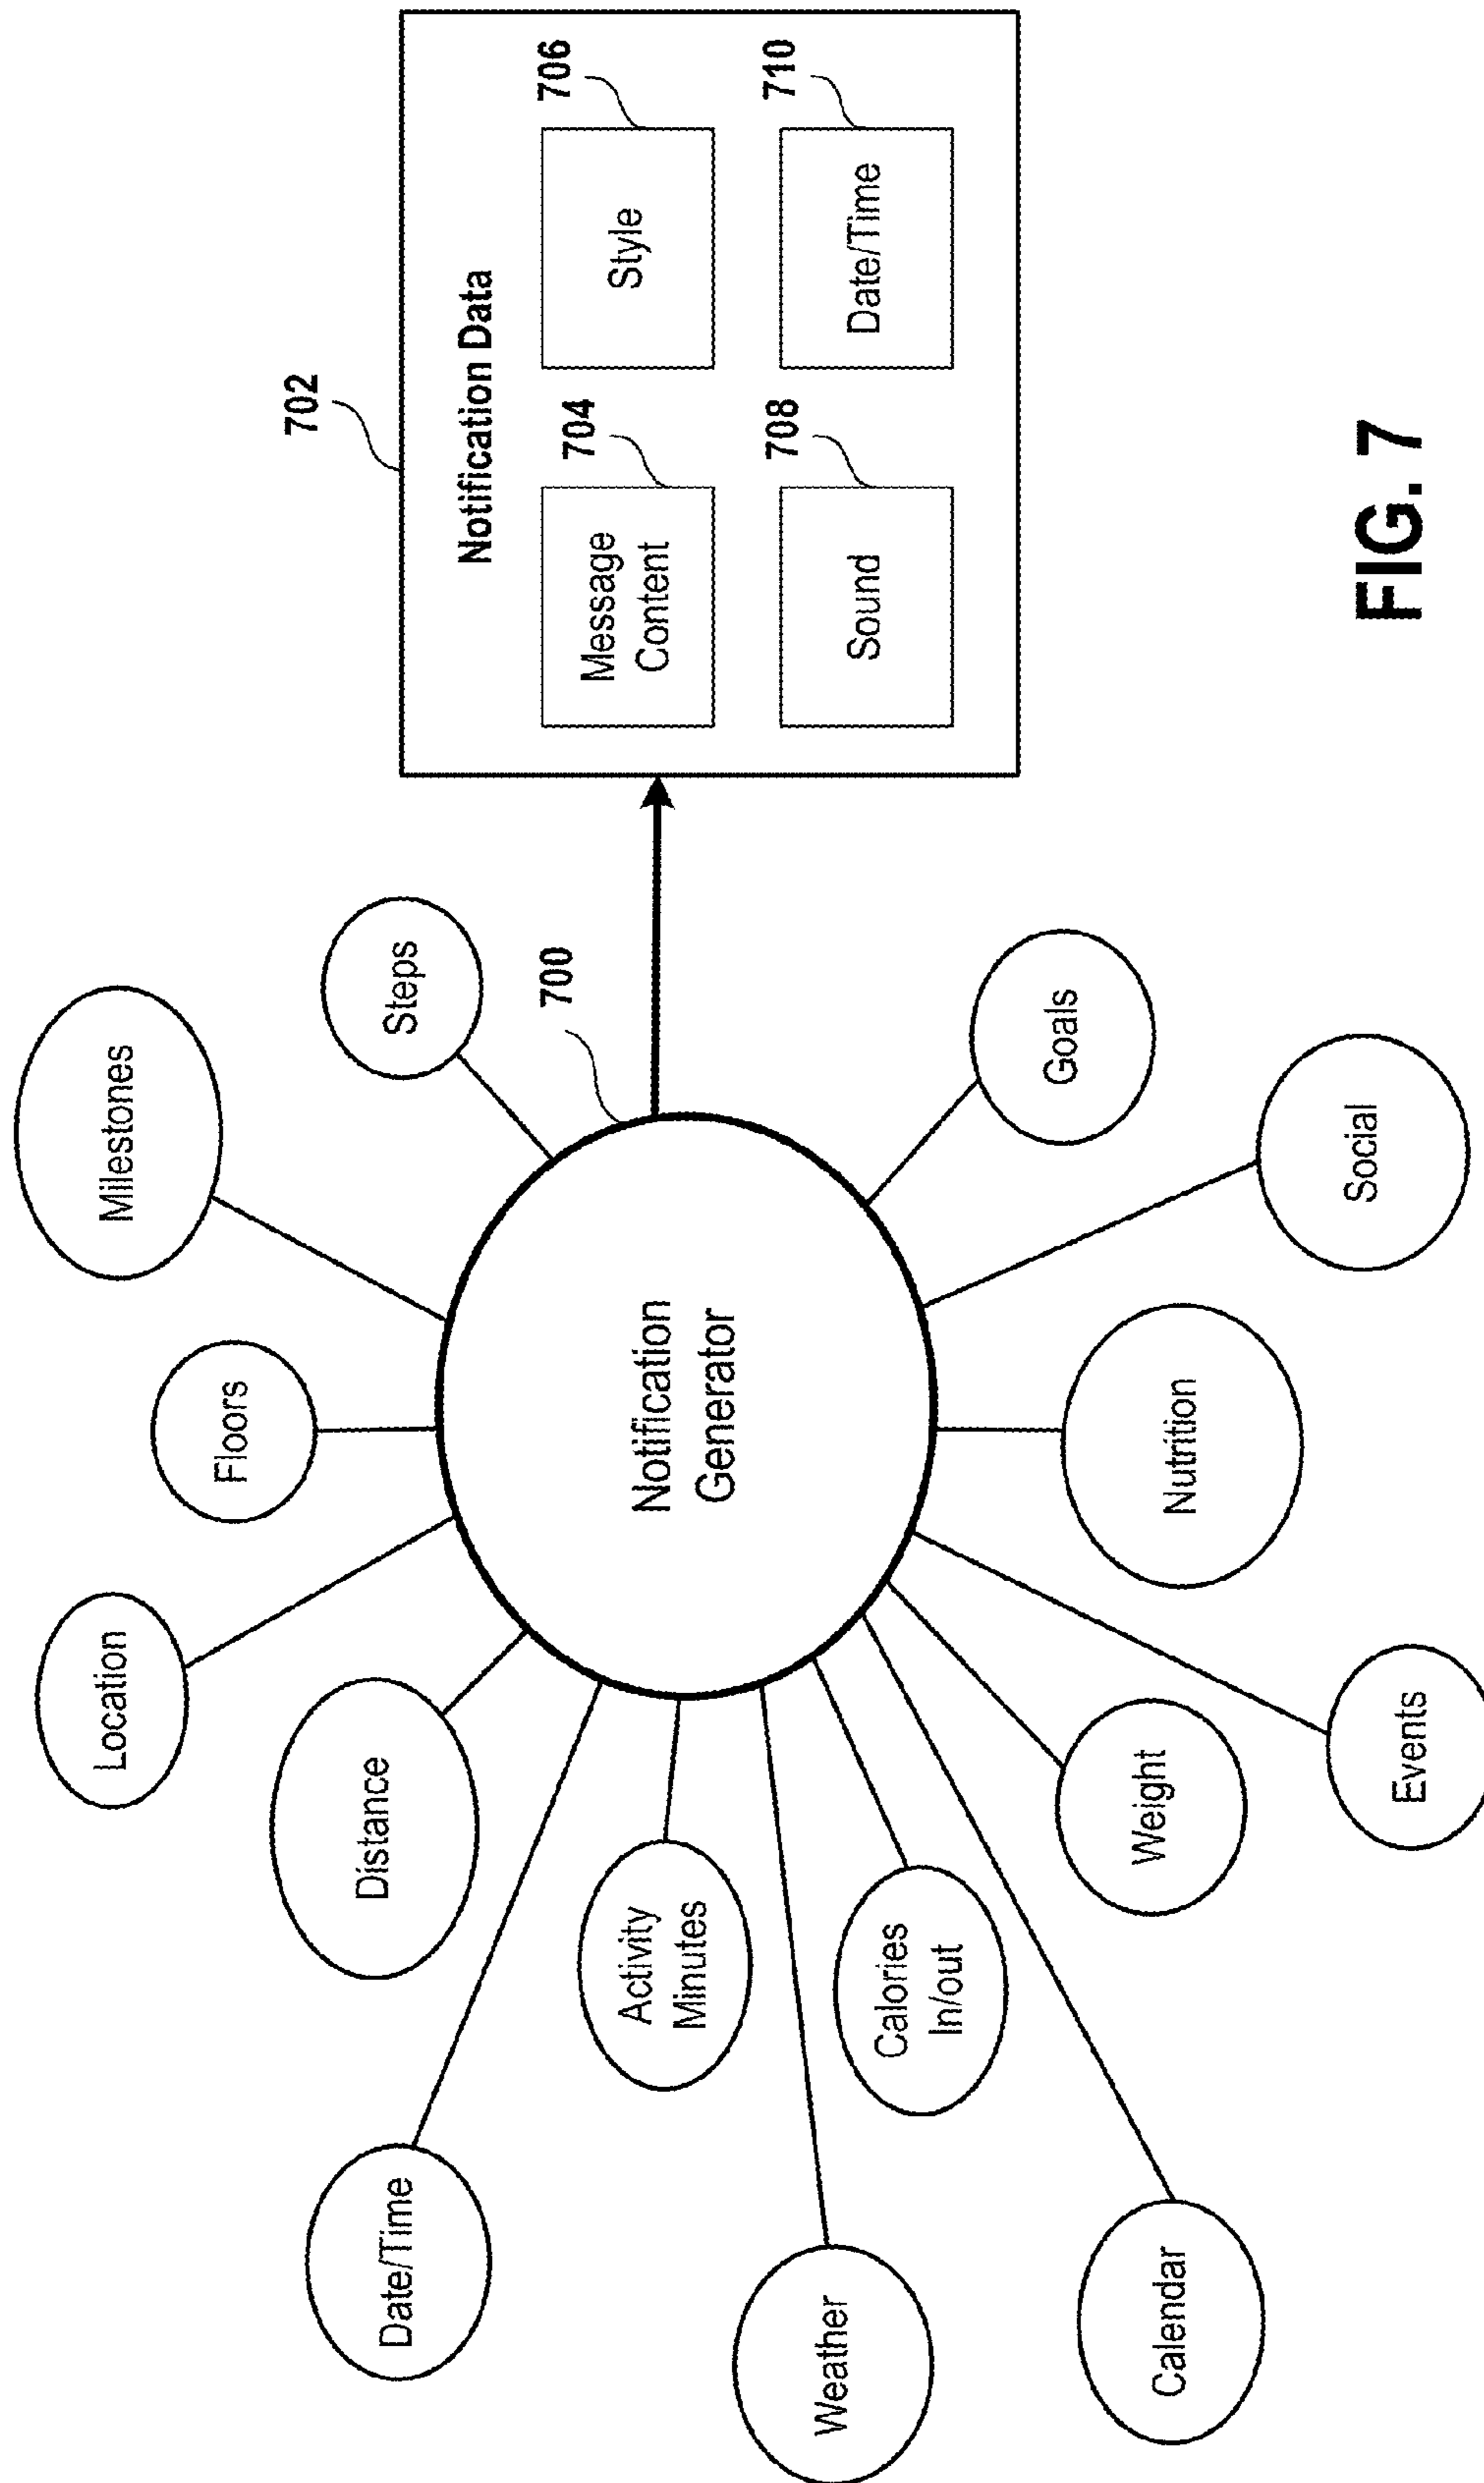 Milestones
Location
Floors
Steps
Distance
Date/Time
Activity
Minutes
Notification
Generator
700
Weather
Calories
In/out
Weight
Calendar
Events
Nutrition
Goals
Social
702
Notification Data
Message
Content
704
Style
706
Sound
708
Date/Time
710
FIG. 7